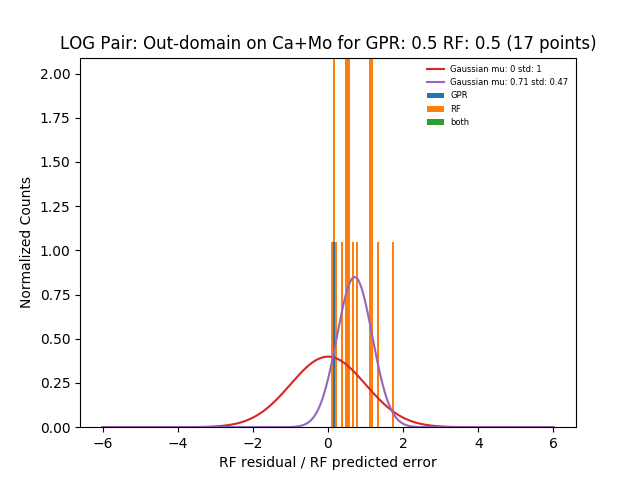 LOG Pair: Out-domain on Ca+Mo for GPR: 0.5 RF: 0.5 (17 points)
Gaussian mu: 0 std: 1
Gaussian mu: 0.71 std: 0.47
GPR
RF
both
Normalized Counts
2.00
1.75
1.50
1.25
1.00
0.75
0.50
0.25
0.00
−6 −4 −2 0 2 4 6
RF residual / RF predicted error